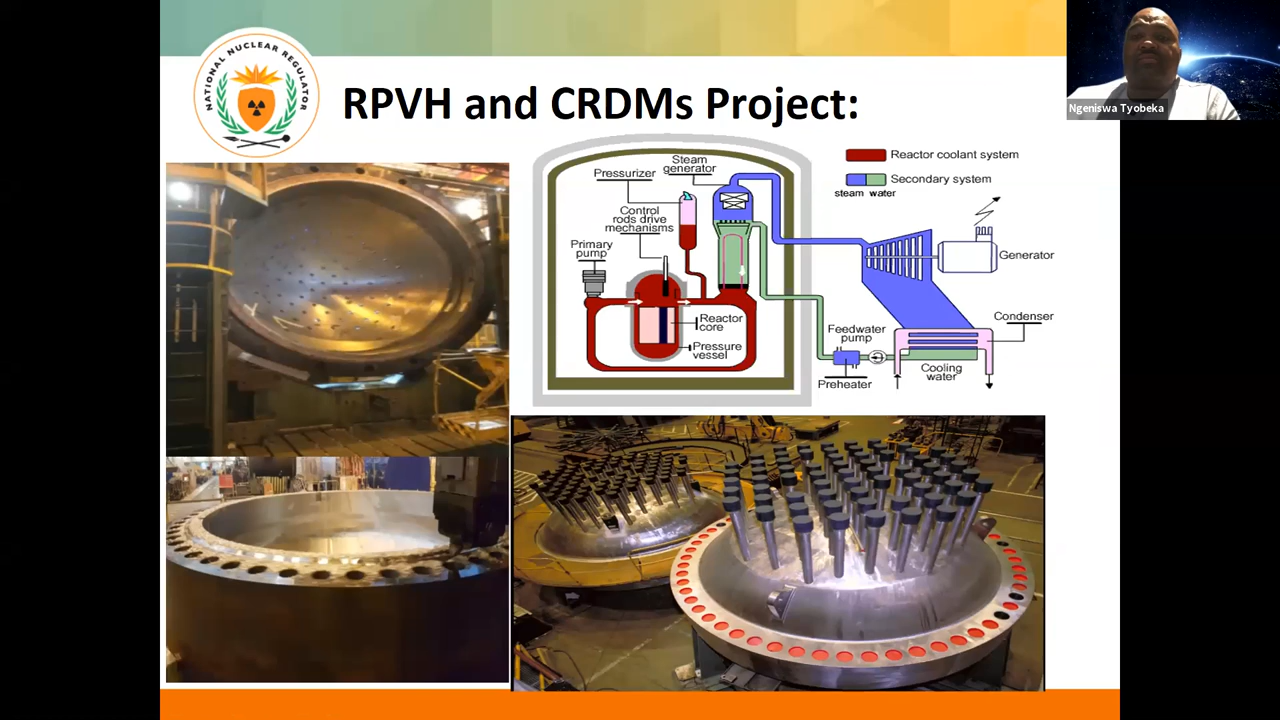 NATIONAL NUCLEAR REGULATOR
RPVH and CRDMs Project:
Ngeniswa Tyobeka
Steam
generator
Pressurizer
Control
rods drive
mechanisms
Primary
pump
Reactor
core
Pressure
vessel
Reactor coolant system
Secondary system
steam water
Generator
Condenser
Feedwater
pump
Cooling
water
Preheater